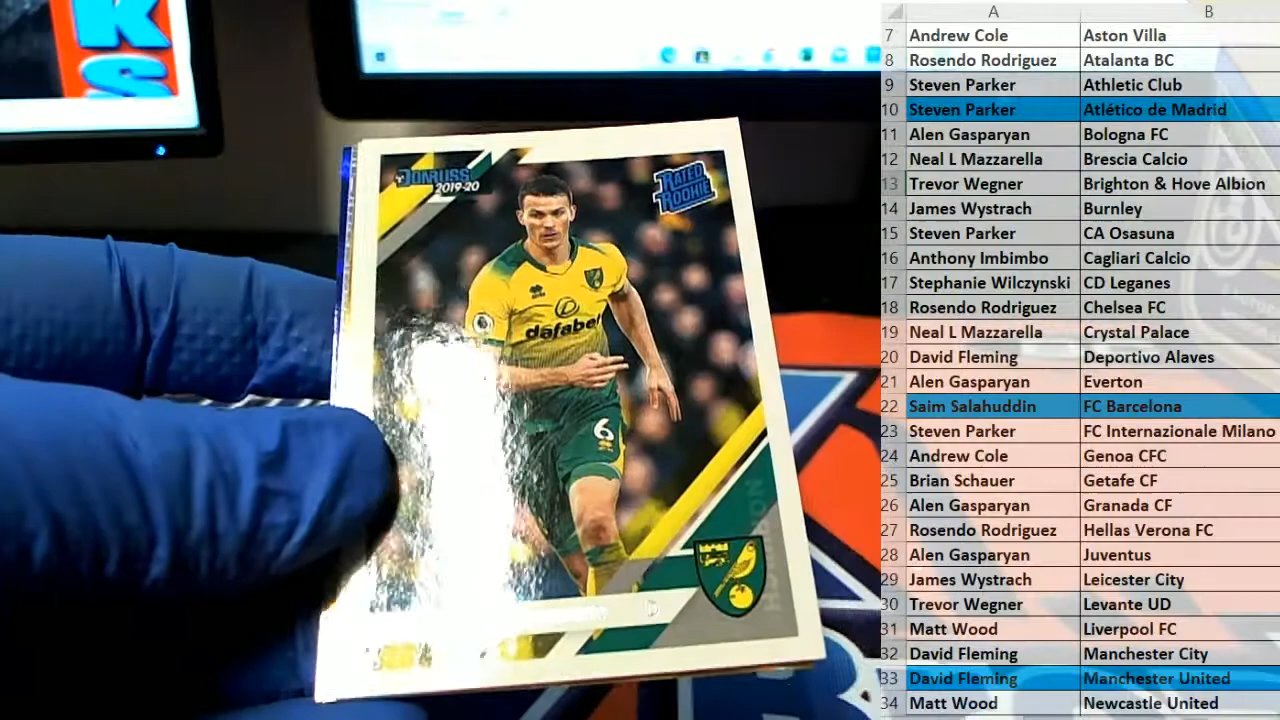 KS
DONRUSS
2019-20
RATED
ROOKIE
dafabet
6
A B
7 Andrew Cole Aston Villa
8 Rosendo Rodriguez Atalanta BC
9 Steven Parker Athletic Club
10 Steven Parker Atlético de Madrid
11 Alen Gasparyan Bologna FC
12 Neal L Mazzarella Brescia Calcio
13 Trevor Wegner Brighton & Hove Albion
14 James Wystrach Burnley
15 Steven Parker CA Osasuna
16 Anthony Imbimbo Cagliari Calcio
17 Stephanie Wilczynski CD Leganes
18 Rosendo Rodriguez Chelsea FC
19 Neal L Mazzarella Crystal Palace
20 David Fleming Deportivo Alaves
21 Alen Gasparyan Everton
22 Saim Salahuddin FC Barcelona
23 Steven Parker FC Internazionale Milano
24 Andrew Cole Genoa CFC
25 Brian Schauer Getafe CF
26 Alen Gasparyan Granada CF
27 Rosendo Rodriguez Hellas Verona FC
28 Alen Gasparyan Juventus
29 James Wystrach Leicester City
30 Trevor Wegner Levante UD
31 Matt Wood Liverpool FC
32 David Fleming Manchester City
33 David Fleming Manchester United
34 Matt Wood Newcastle United